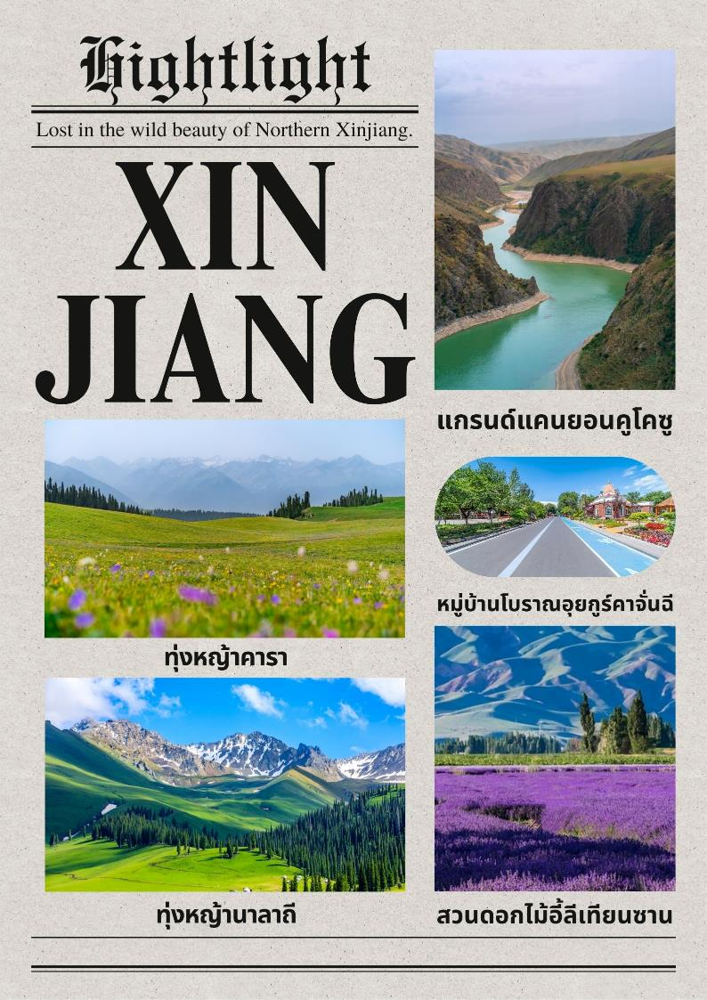 Hightlight
Lost in the wild beauty of Northern Xinjiang.
XIN
JIANG
แกรนด์แคนยอนคูโคซู
หมู่บ้านโบราณอุยกูร์คาจั่นฉี
ทุ่งหญ้าคารา
ทุ่งหญ้านาลาถี
สวนดอกไม้อี้ลีเทียนซาน